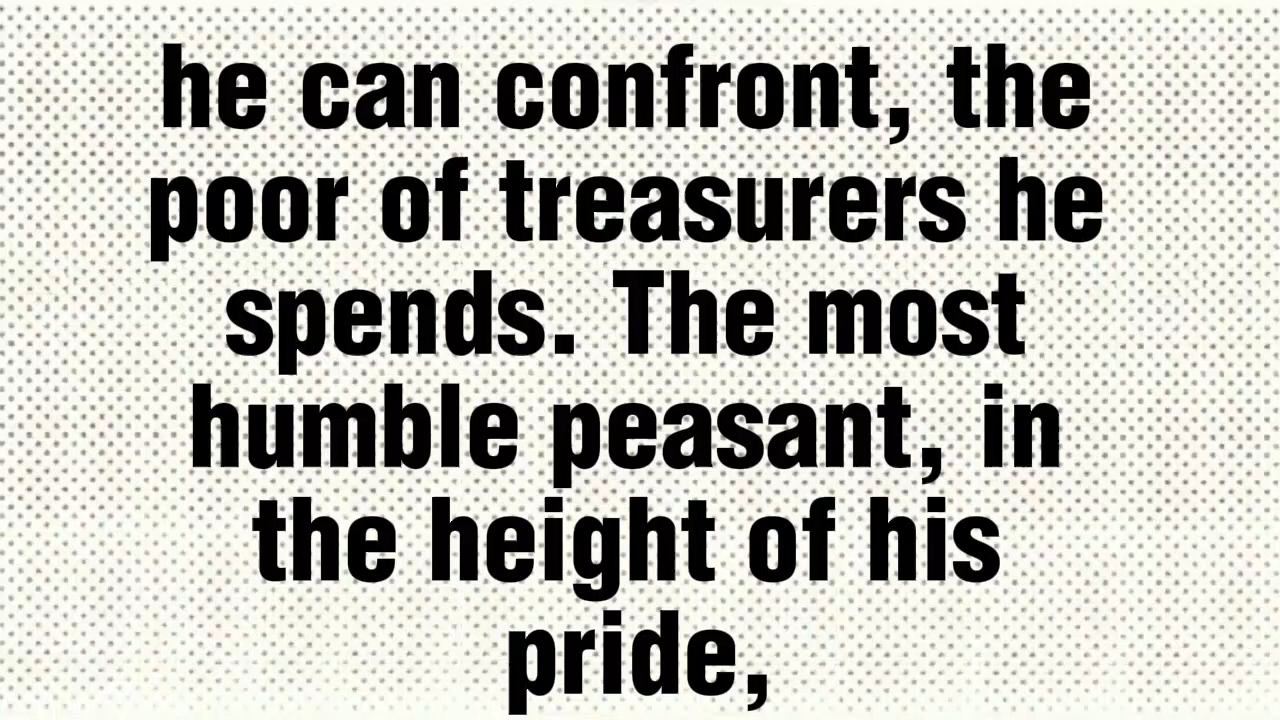 he can confront, the
poor of treasurers he
spends. The most
humble peasant, in
the height of his
pride,